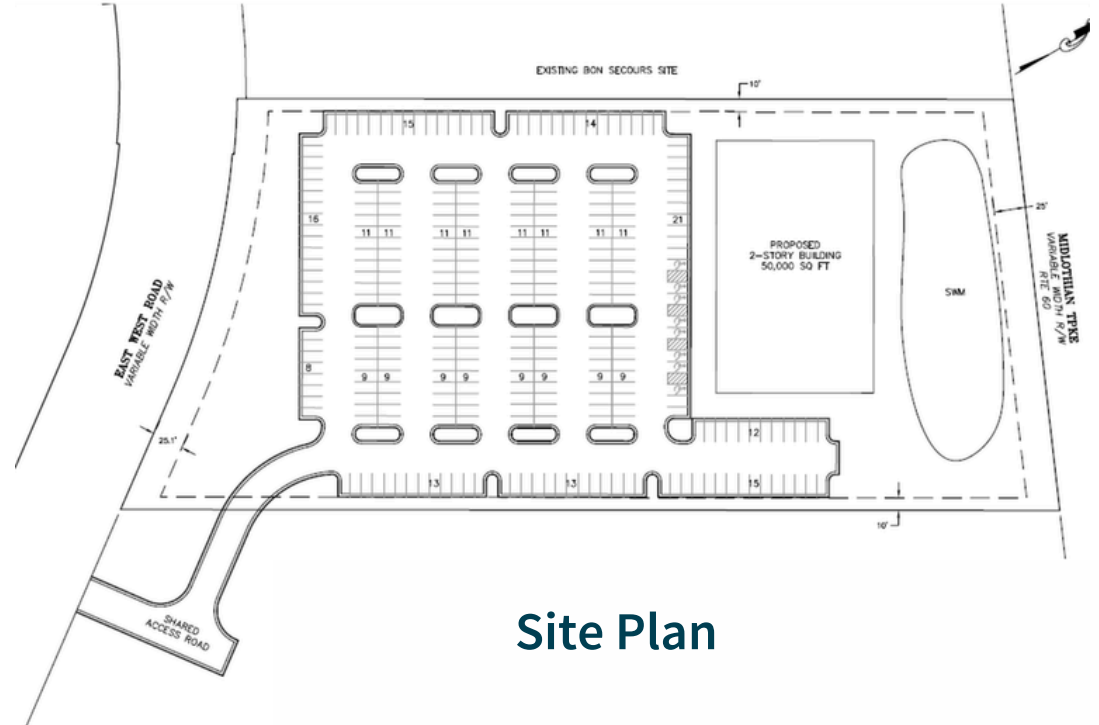 EXISTING BON SECOURS SITE
10'
15
14
16
21
11 11
11 11
11 11
11 11
PROPOSED
2-STORY BUILDING
50,000 SQ FT
25'
MIDLOTHIAN TPKE
VARIABLE WIDTH R/W
RTE 60
SWM
EAST WEST ROAD
VARIABLE WIDTH R/W
8
9 9
9 9
9 9
9 9
25.1'
12
13
13
15
10'
SHARED
ACCESS ROAD
Site Plan